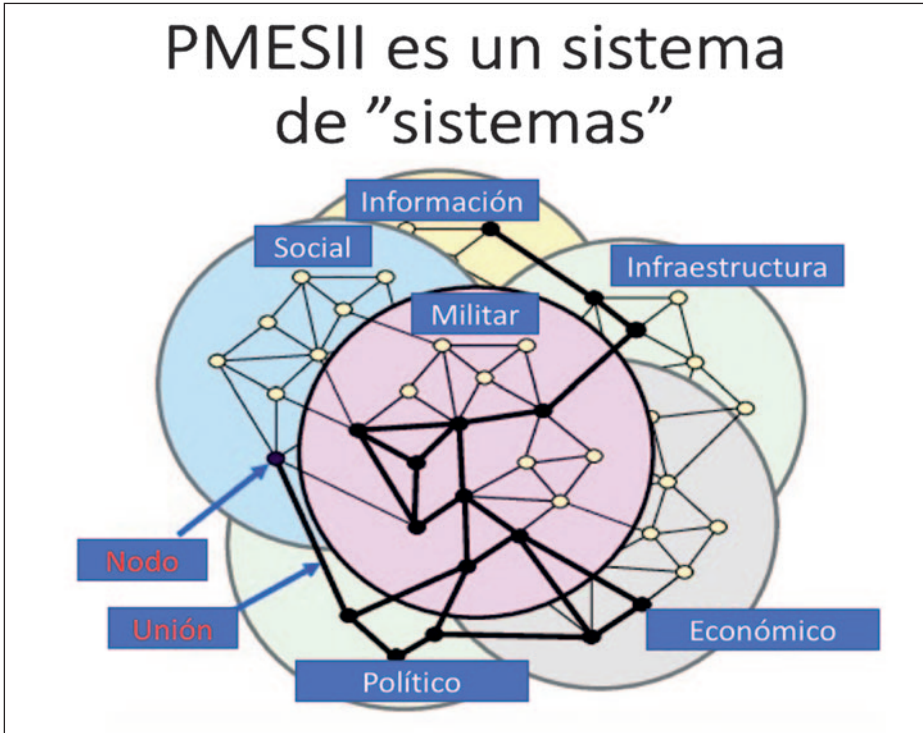 PMESII es un sistema
de ”sistemas”
Información
Social
Infraestructura
Militar
Nodo
Unión
Económico
Político